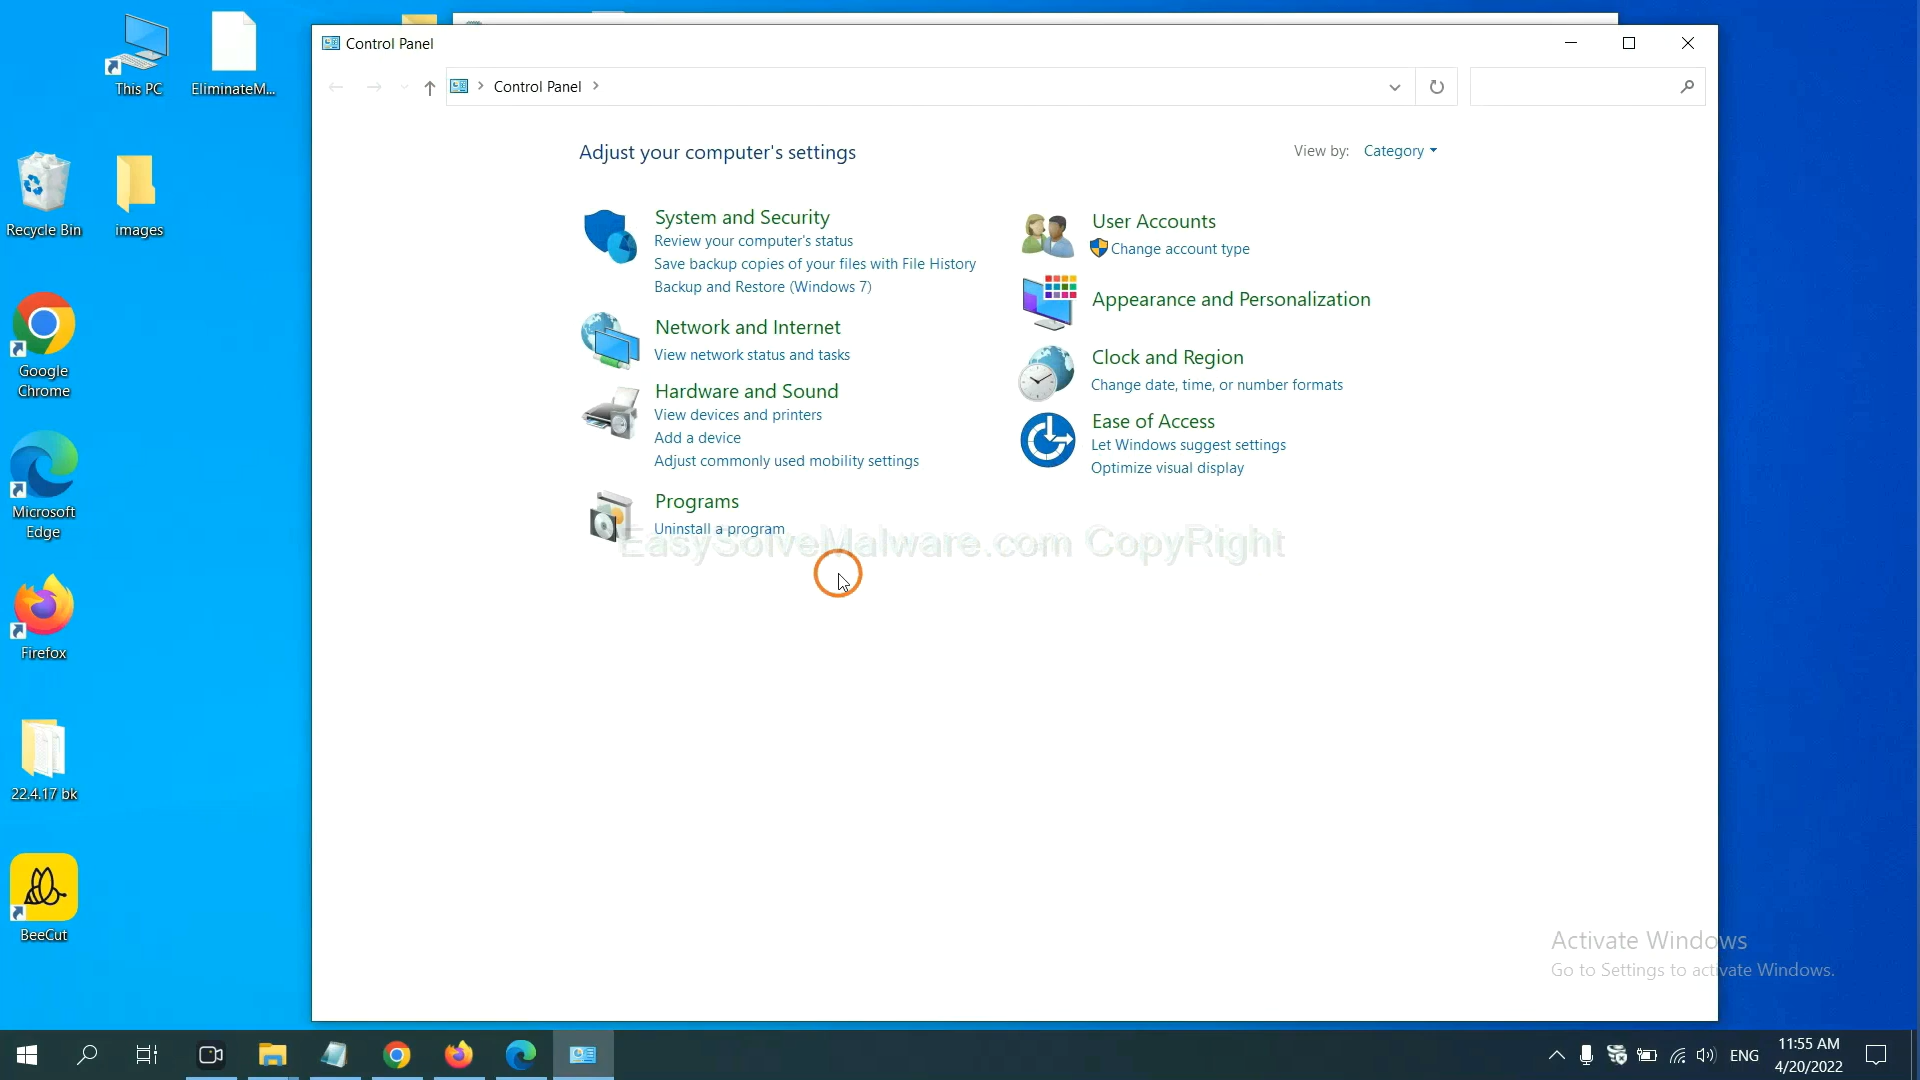 This PC
EliminateM...
Recycle Bin
images
Google
Chrome
Microsoft
Edge
Firefox
22.4.17 bk
BeeCut
Control Panel
Control Panel
Adjust your computer's settings
View by: Category
System and Security
Review your computer's status
Save backup copies of your files with File History
Backup and Restore (Windows 7)
Network and Internet
View network status and tasks
Hardware and Sound
View devices and printers
Add a device
Adjust commonly used mobility settings
Programs
Uninstall a program
User Accounts
Change account type
Appearance and Personalization
Clock and Region
Change date, time, or number formats
Ease of Access
Let Windows suggest settings
Optimize visual display
EasySolveMalware.com CopyRight
Activate Windows
Go to Settings to activate Windows.
ENG
11:55 AM
4/20/2022